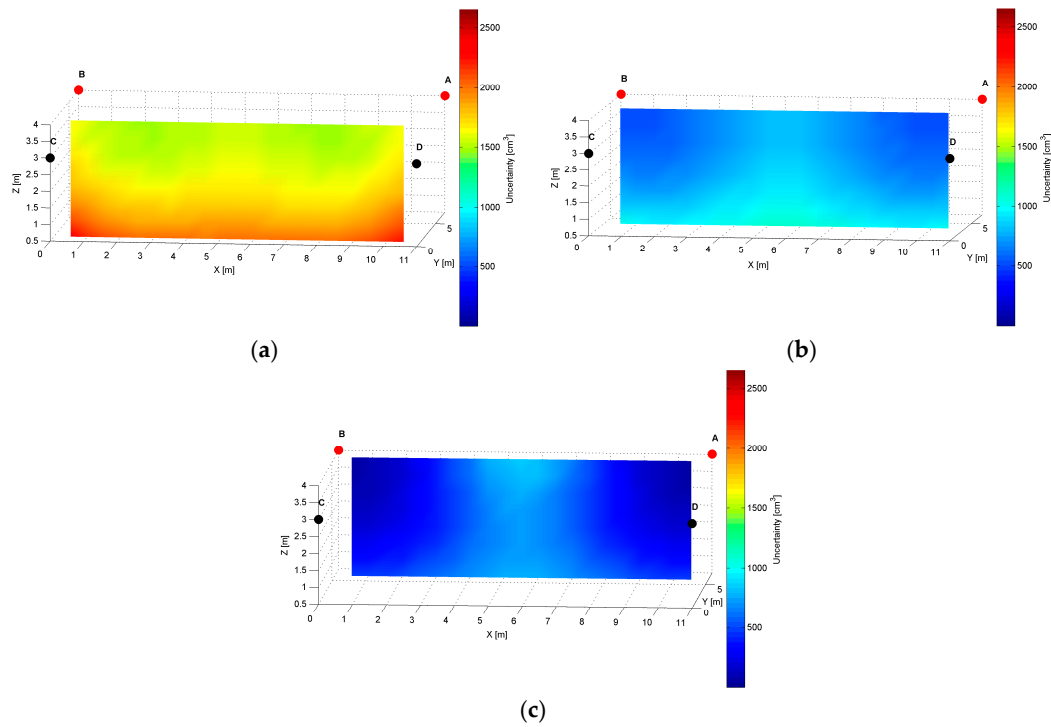 B
A
C
D
4
3.5
3
2.5
2
1.5
1
0.5
Z [m]
0 1 2 3 4 5 6 7 8 9 10 11
X [m]
0
5
Y [m]
2500
2000
1500
1000
500
Uncertainty [cm³]
(a)
B
A
C
D
4
3.5
3
2.5
2
1.5
1
0.5
Z [m]
0 1 2 3 4 5 6 7 8 9 10 11
X [m]
0
5
Y [m]
2500
2000
1500
1000
500
Uncertainty [cm³]
(b)
B
A
C
D
4
3.5
3
2.5
2
1.5
1
0.5
Z [m]
0 1 2 3 4 5 6 7 8 9 10 11
X [m]
0
5
Y [m]
2500
2000
1500
1000
500
Uncertainty [cm³]
(c)